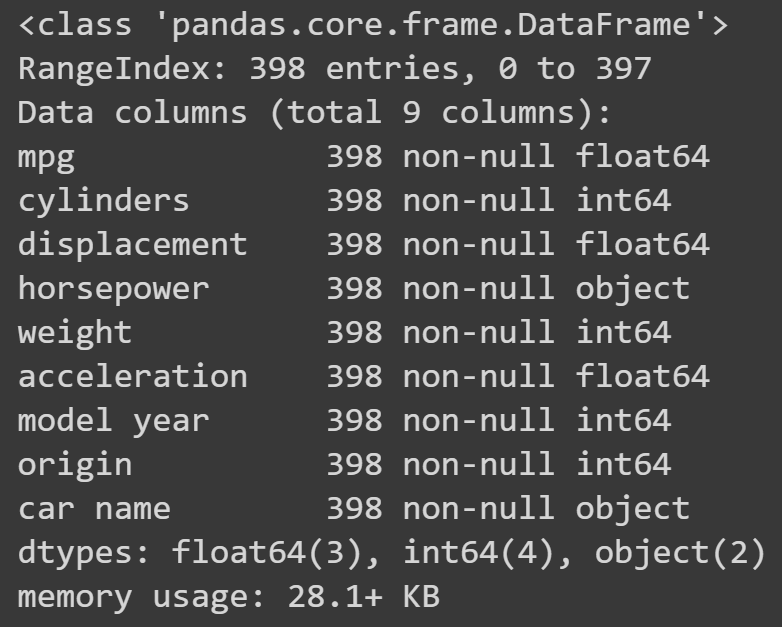 <class 'pandas.core.frame.DataFrame'>
RangeIndex: 398 entries, 0 to 397
Data columns (total 9 columns):
mpg             398 non-null float64
cylinders       398 non-null int64
displacement    398 non-null float64
horsepower      398 non-null object
weight          398 non-null int64
acceleration    398 non-null float64
model year      398 non-null int64
origin          398 non-null int64
car name        398 non-null object
dtypes: float64(3), int64(4), object(2)
memory usage: 28.1+ KB